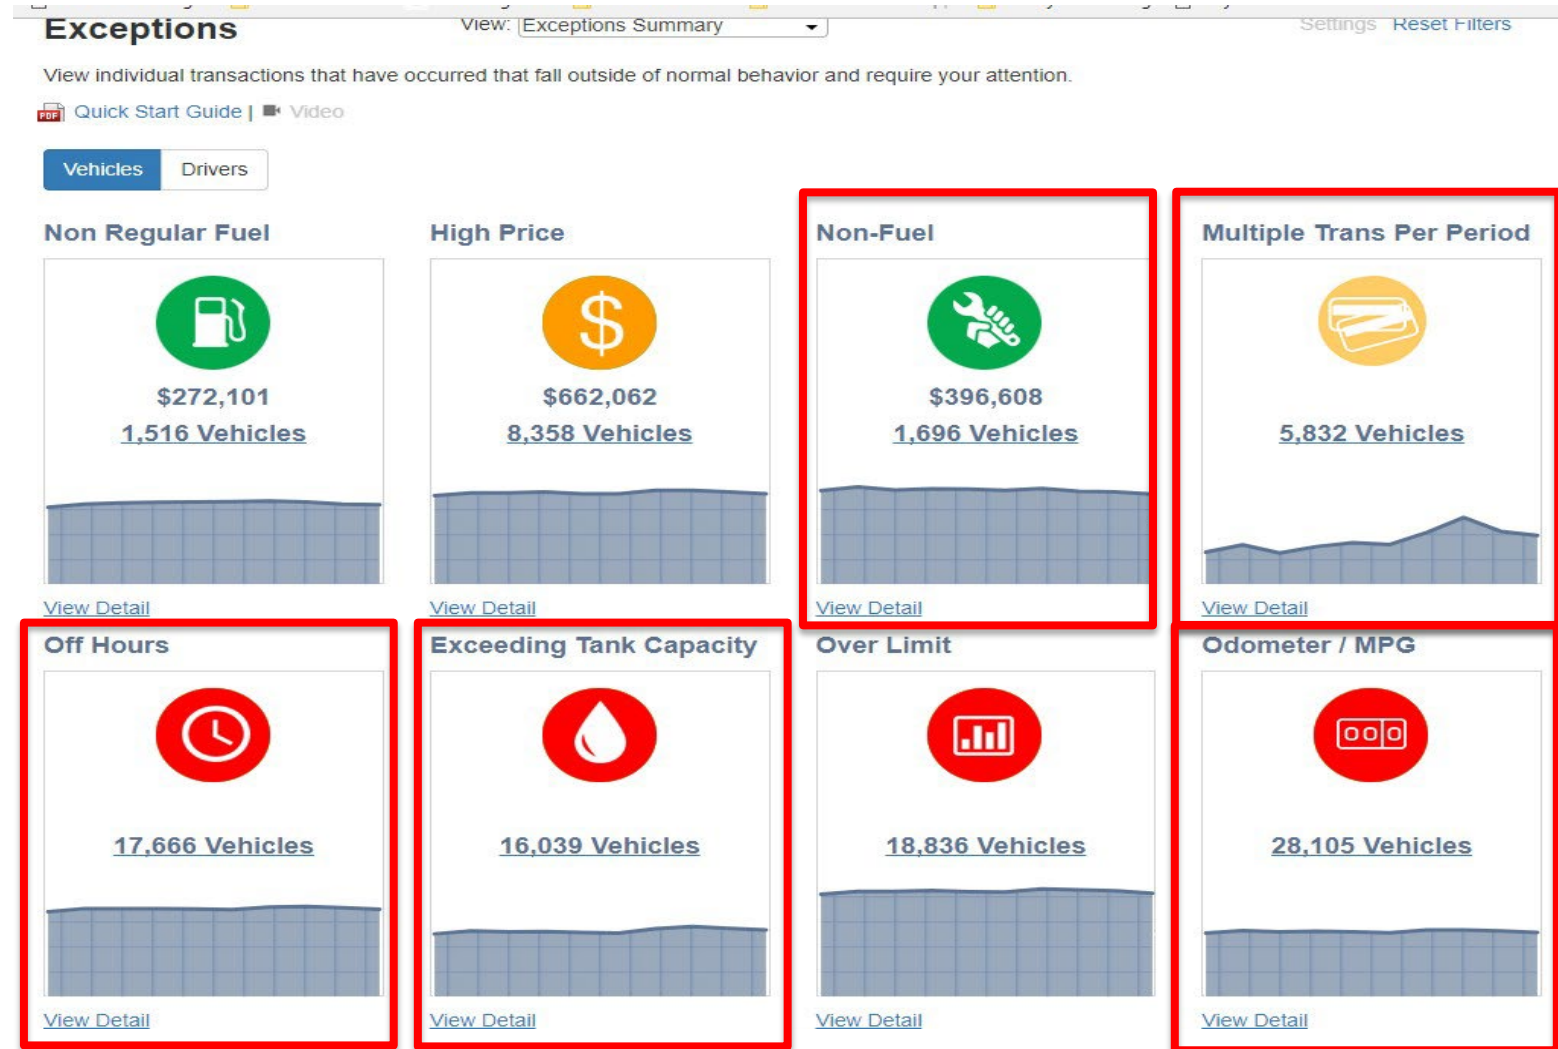 Exceptions View: Exceptions Summary Settings Reset Filters
View individual transactions that have occurred that fall outside of normal behavior and require your attention.
PDF Quick Start Guide | Video
Vehicles Drivers
Non Regular Fuel
$272,101
1,516 Vehicles
View Detail
High Price
$
$662,062
8,358 Vehicles
View Detail
Non-Fuel
$396,608
1,696 Vehicles
View Detail
Multiple Trans Per Period
5,832 Vehicles
View Detail
Off Hours
17,666 Vehicles
View Detail
Exceeding Tank Capacity
16,039 Vehicles
View Detail
Over Limit
18,836 Vehicles
View Detail
Odometer / MPG
000
28,105 Vehicles
View Detail